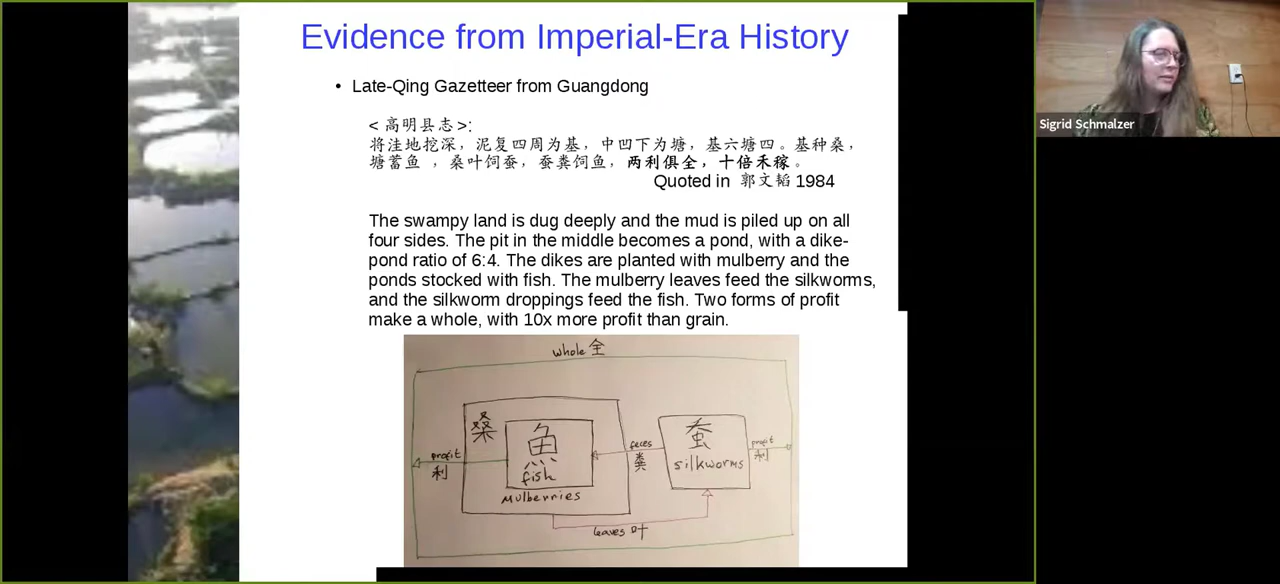 Evidence from Imperial-Era History
• Late-Qing Gazetteer from Guangdong
<高明县志>:
将洼地挖深，泥复四周为基，中凹下为塘，基六塘四。基种桑，
塘蓄鱼 ，桑叶饲蚕，蚕粪饲鱼，两利俱全，十倍禾稼。
Quoted in 郭文韬 1984
The swampy land is dug deeply and the mud is piled up on all
four sides. The pit in the middle becomes a pond, with a dike-
pond ratio of 6:4. The dikes are planted with mulberry and the
ponds stocked with fish. The mulberry leaves feed the silkworms,
and the silkworm droppings feed the fish. Two forms of profit
make a whole, with 10x more profit than grain.
whole 全
桑
魚
fish
Mulberries
profit
利
feces
粪
蚕
silkworms
profit
利
leaves 叶
Sigrid Schmalzer